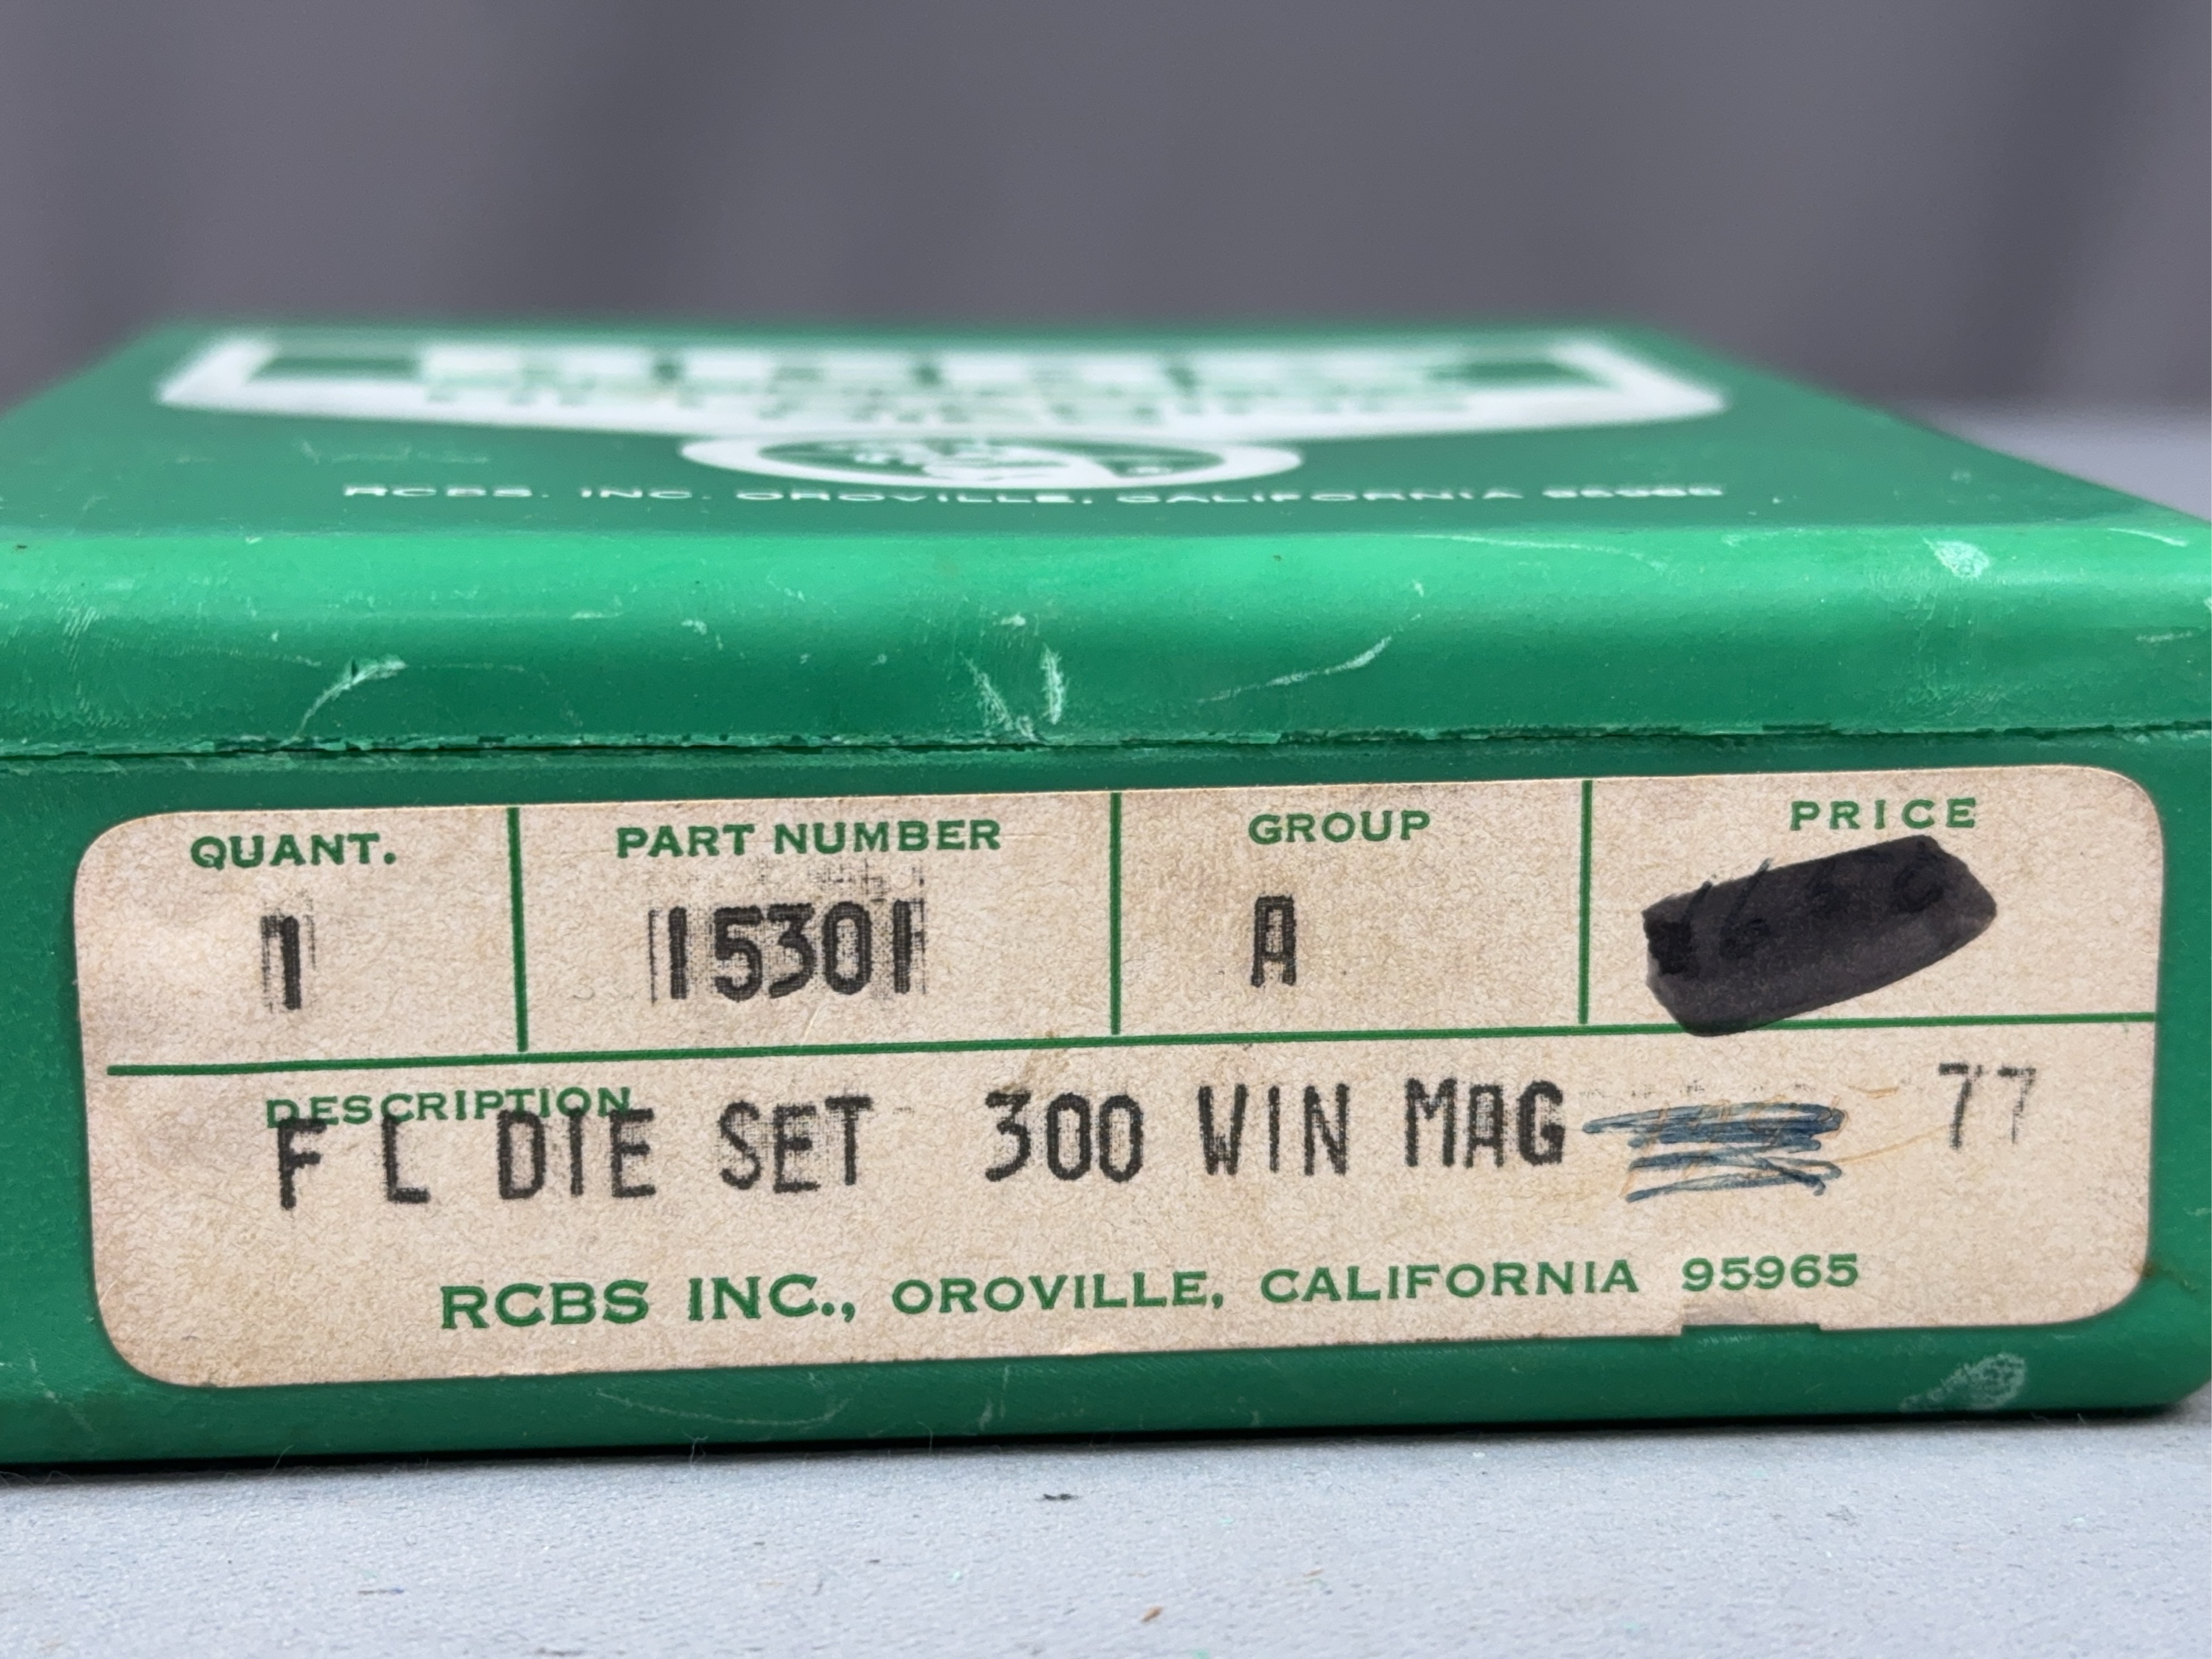 RCBS. INC. OROVILLE, CALIFORNIA 95965
QUANT. PART NUMBER GROUP PRICE
1 15301 A
DESCRIPTION
F L DIE SET 300 WIN MAG 77
RCBS INC., OROVILLE, CALIFORNIA 95965